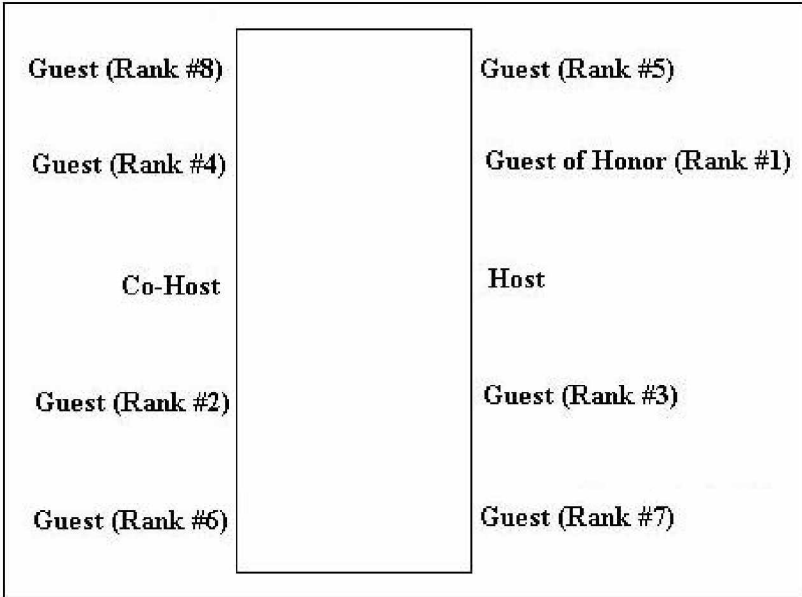 Guest (Rank #8)
Guest (Rank #5)
Guest (Rank #4)
Guest of Honor (Rank #1)
Co-Host
Host
Guest (Rank #2)
Guest (Rank #3)
Guest (Rank #6)
Guest (Rank #7)